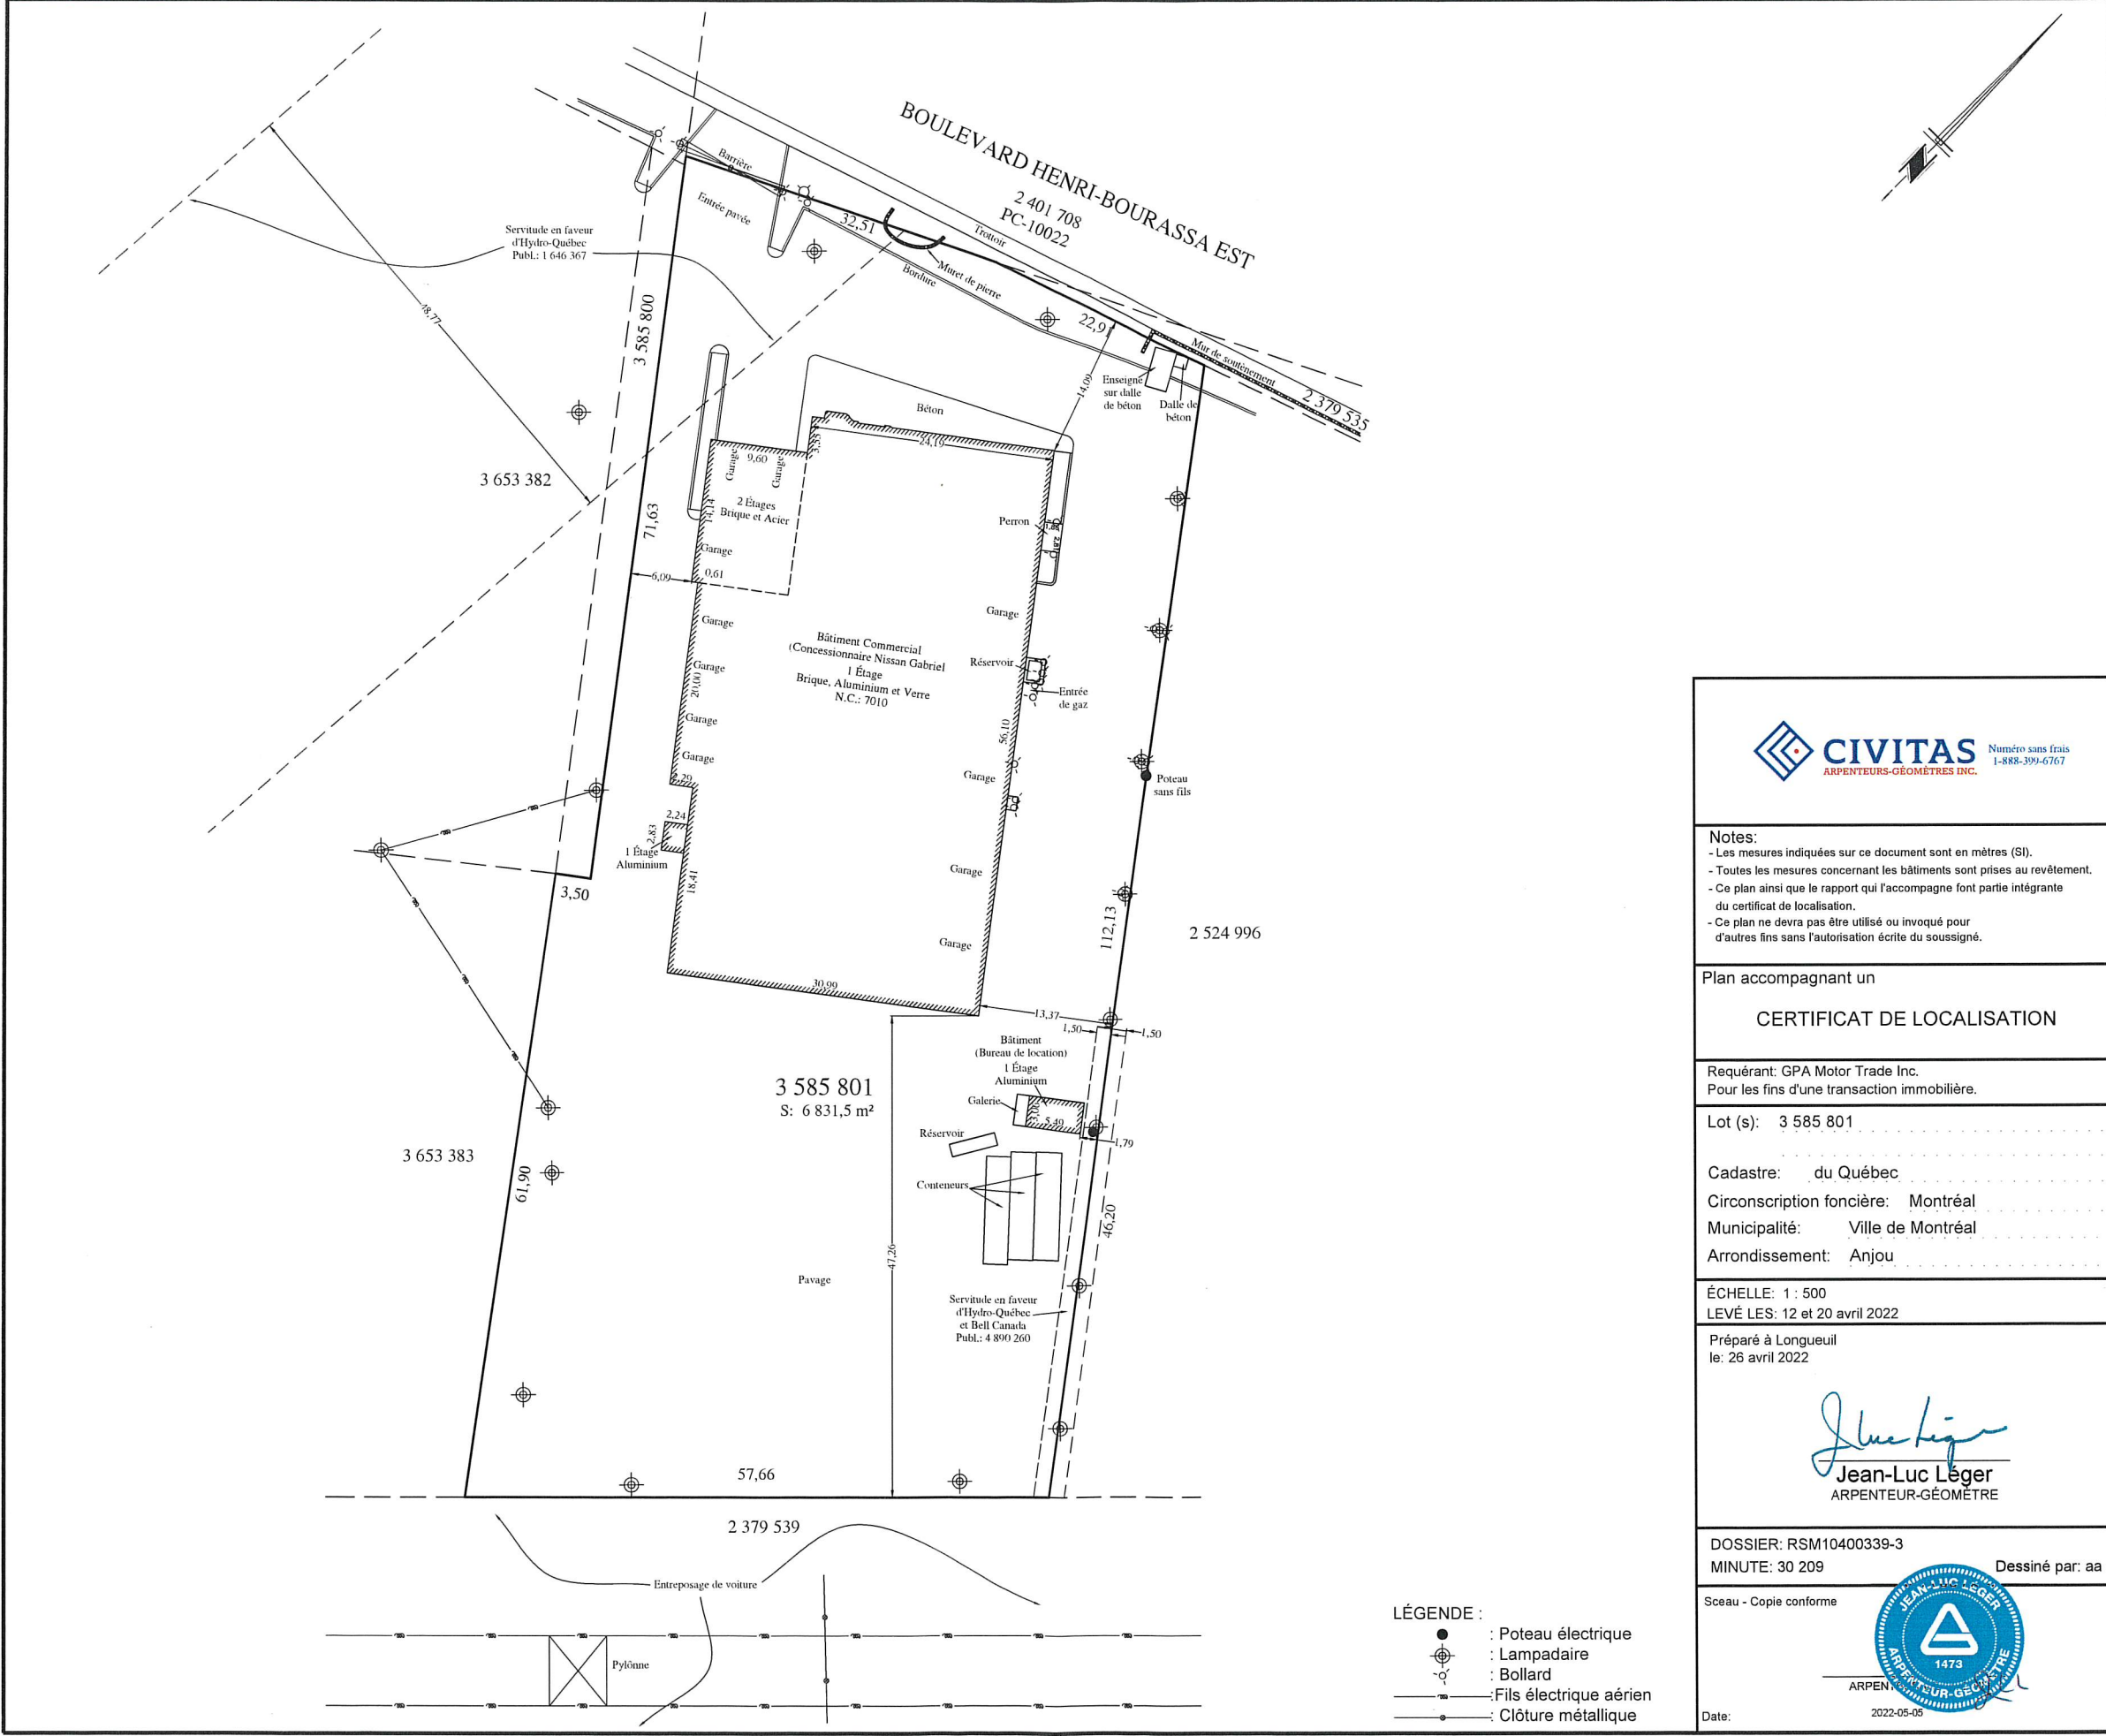 BOULEVARD HENRI-BOURASSA EST
2 401 708
PC-10022
Trottoir
Barrière
Entrée pavée
32,51
Muret de pierre
Bordure
22,91
Mur de soutènement
2 379 535
Servitude en faveur
d'Hydro-Québec
Publ.: 1 646 367
48,77
3 585 800
14,09
Enseigne
sur dalle
de béton
Dalle de
béton
Béton
24,19
3,55
9,60
Garage
Garage
3 653 382
2 Étages
Brique et Acier
14,14
71,63
Perron
2,61
Garage
6,09
0,61
Garage
Garage
Bâtiment Commercial
(Concessionnaire Nissan Gabriel
1 Étage
Brique, Aluminium et Verre
N.C.: 7010
Réservoir
Entrée
de gaz
Garage
20,00
Garage
Garage
56,10
2,29
Garage
Poteau
sans fils
2,24
2,83
1 Étage
Aluminium
18,41
Garage
3,50
112,13
2 524 996
Garage
30,99
13,37
1,50
1,50
Bâtiment
(Bureau de location)
1 Étage
Aluminium
3 585 801
S: 6 831,5 m²
Galerie
5,49
Réservoir
1,79
3 653 383
61,90
Conteneurs
46,20
47,26
Pavage
Servitude en faveur
d'Hydro-Québec
et Bell Canada
Publ.: 4 890 260
57,66
2 379 539
Entreposage de voiture
Pylônne
LÉGENDE :
: Poteau électrique
: Lampadaire
: Bollard
:Fils électrique aérien
: Clôture métallique
CIVITAS
ARPENTEURS-GÉOMÈTRES INC.
Numéro sans frais
1-888-399-6767
Notes:
- Les mesures indiquées sur ce document sont en mètres (SI).
- Toutes les mesures concernant les bâtiments sont prises au revêtement.
- Ce plan ainsi que le rapport qui l'accompagne font partie intégrante
du certificat de localisation.
- Ce plan ne devra pas être utilisé ou invoqué pour
d'autres fins sans l'autorisation écrite du soussigné.
Plan accompagnant un
CERTIFICAT DE LOCALISATION
Requérant: GPA Motor Trade Inc.
Pour les fins d'une transaction immobilière.
Lot (s): 3 585 801
Cadastre: du Québec
Circonscription foncière: Montréal
Municipalité: Ville de Montréal
Arrondissement: Anjou
ÉCHELLE: 1 : 500
LEVÉ LES: 12 et 20 avril 2022
Préparé à Longueuil
le: 26 avril 2022
Jean-Luc Léger
ARPENTEUR-GÉOMÈTRE
DOSSIER: RSM10400339-3
MINUTE: 30 209
Dessiné par: aa
Sceau - Copie conforme
JEAN-LUC LÉGER
1473
ARPENTEUR-GÉOMÈTRE
ARPEN
Date:
2022-05-05